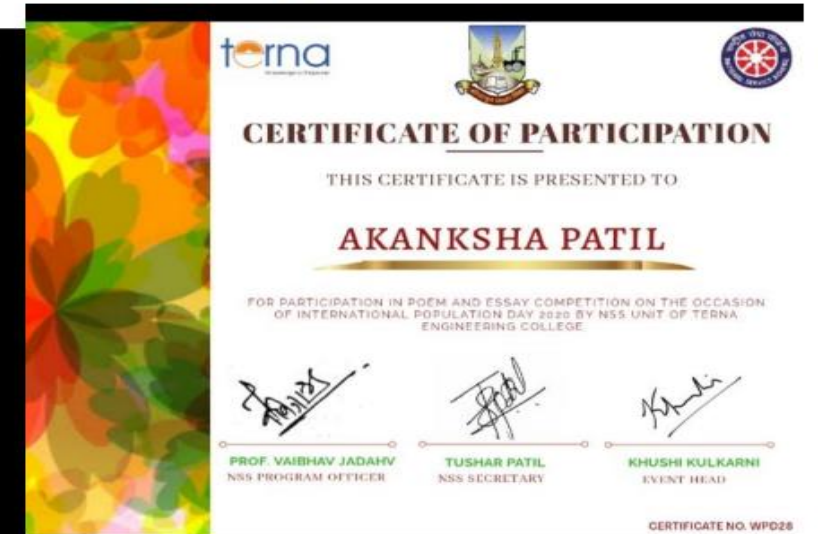 terna
CERTIFICATE OF PARTICIPATION
THIS CERTIFICATE IS PRESENTED TO
AKANKSHA PATIL
FOR PARTICIPATION IN POEM AND ESSAY COMPETITION ON THE OCCASION
OF INTERNATIONAL POPULATION DAY 2020 BY NSS UNIT OF TERNA
ENGINEERING COLLEGE
Khushi
PROF. VAIBHAV JADAHV
NSS PROGRAM OFFICER
TUSHAR PATIL
NSS SECRETARY
KHUSHI KULKARNI
EVENT HEAD
CERTIFICATE NO. WPD28